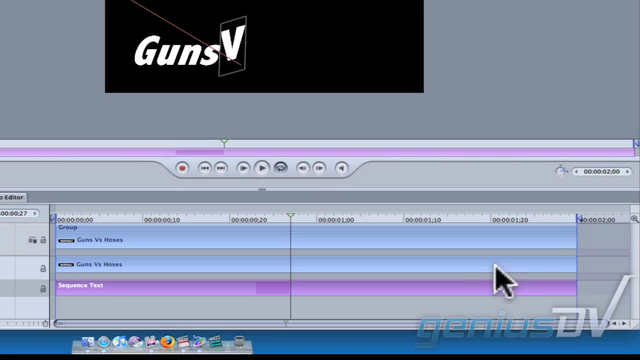 GunsV
00:00:02;00
o Editor
00:00:00;27
00:00:00;00
00:00:00;10
00:00:00;20
00:00:01;00
00:00:01;10
00:00:01;20
00:00:02;00
Group
Guns Vs Hoses
Guns Vs Hoses
Sequence Text
geniusDV